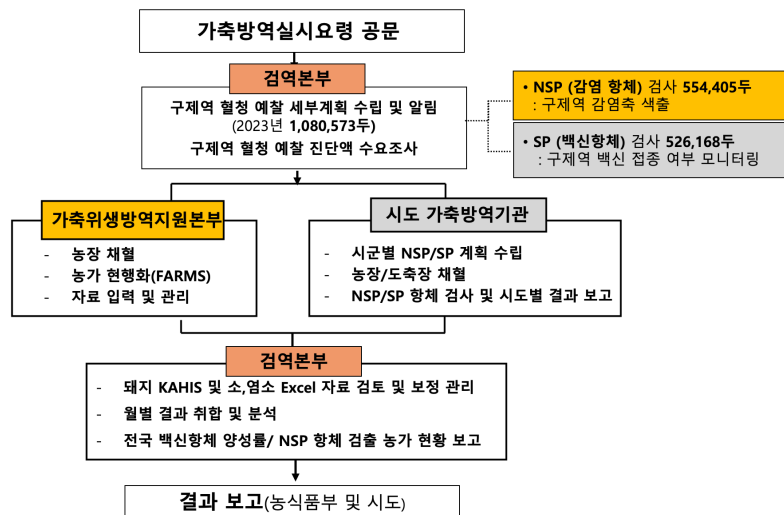 가축방역실시요령 공문
검역본부
구제역 혈청 예찰 세부계획 수립 및 알림
(2023년 1,080,573두)
구제역 혈청 예찰 진단액 수요조사
• NSP (감염 항체) 검사 554,405두
: 구제역 감염축 색출
• SP (백신항체) 검사 526,168두
: 구제역 백신 접종 여부 모니터링
가축위생방역지원본부
- 농장 채혈
- 농가 현행화(FARMS)
- 자료 입력 및 관리
시도 가축방역기관
- 시군별 NSP/SP 계획 수립
- 농장/도축장 채혈
- NSP/SP 항체 검사 및 시도별 결과 보고
검역본부
- 돼지 KAHIS 및 소,염소 Excel 자료 검토 및 보정 관리
- 월별 결과 취합 및 분석
- 전국 백신항체 양성률/ NSP 항체 검출 농가 현황 보고
결과 보고(농식품부 및 시도)